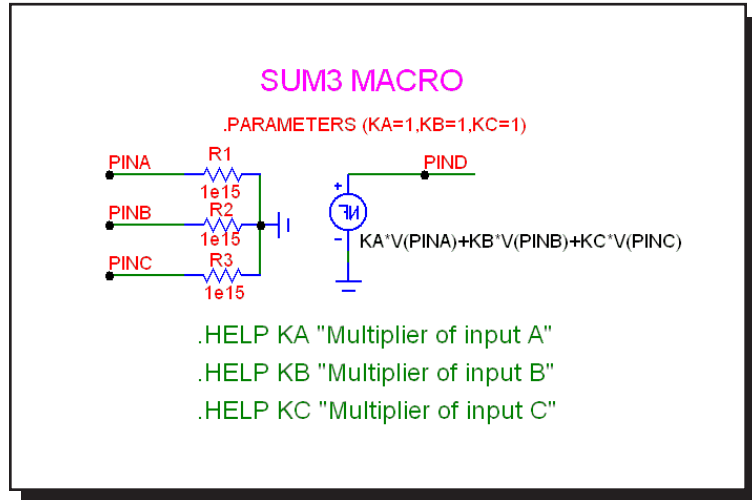 SUM3 MACRO
.PARAMETERS (KA=1,KB=1,KC=1)
PINA
R1
1e15
PINB
R2
1e15
PINC
R3
1e15
PIND
+
NF
-
KA*V(PINA)+KB*V(PINB)+KC*V(PINC)
.HELP KA "Multiplier of input A"
.HELP KB "Multiplier of input B"
.HELP KC "Multiplier of input C"